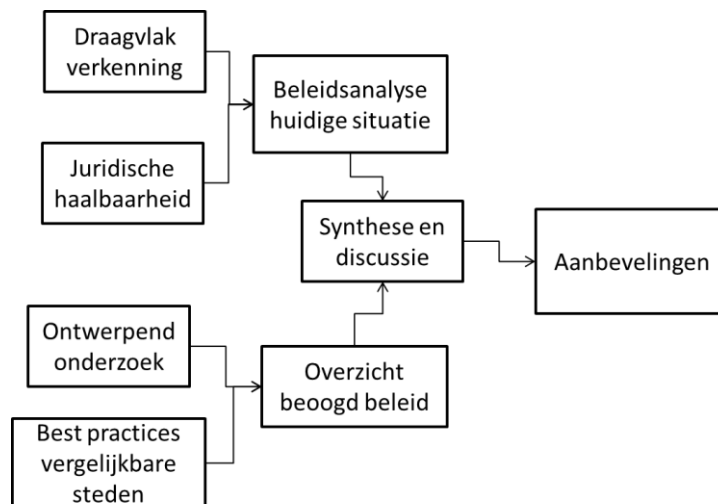 Draagvlak
verkenning
Beleidsanalyse
huidige situatie
Juridische
haalbaarheid
Synthese en
discussie
Aanbevelingen
Ontwerpend
onderzoek
Overzicht
beoogd beleid
Best practices
vergelijkbare
steden